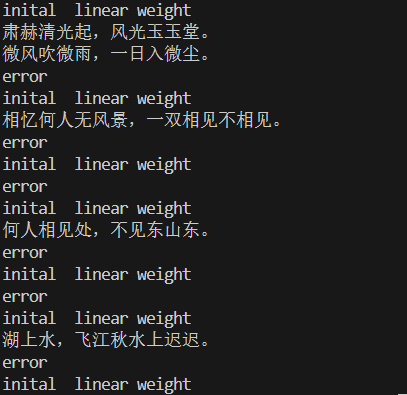 inital  linear weight
肃赫清光起，风光玉玉堂。
微风吹微雨，一日入微尘。
error
inital  linear weight
相忆何人无风景，一双相见不相见。
error
inital  linear weight
error
inital  linear weight
何人相见处，不见东山东。
error
inital  linear weight
error
inital  linear weight
湖上水，飞江秋水上迟迟。
error
inital  linear weight